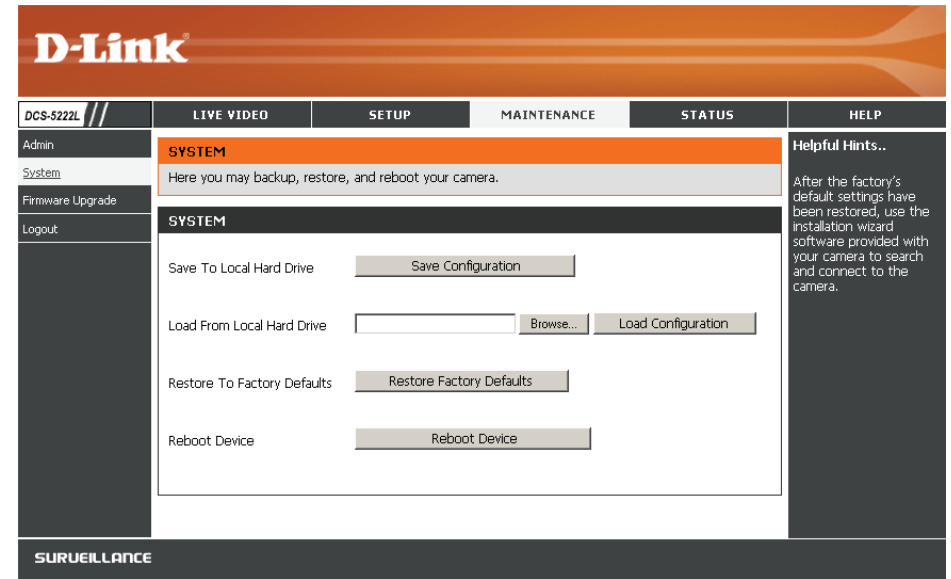 D-Link
DCS-5222L
LIVE VIDEO
SETUP
MAINTENANCE
STATUS
HELP
Admin
System
Firmware Upgrade
Logout
SYSTEM
Here you may backup, restore, and reboot your camera.
SYSTEM
Save To Local Hard Drive
Save Configuration
Load From Local Hard Drive
Browse...
Load Configuration
Restore To Factory Defaults
Restore Factory Defaults
Reboot Device
Reboot Device
Helpful Hints..
After the factory's
default settings have
been restored, use the
installation wizard
software provided with
your camera to search
and connect to the
camera.
SURVEILLANCE